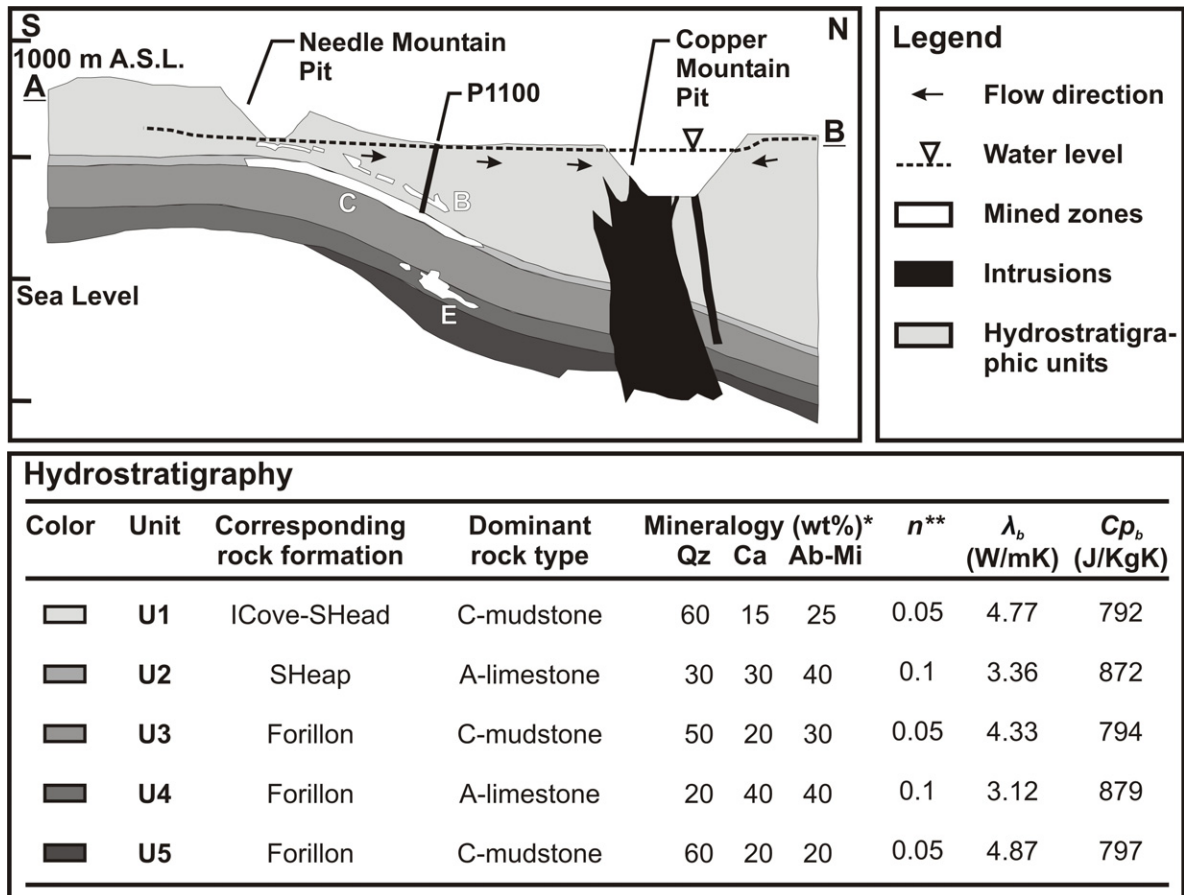 S
N
1000 m A.S.L.
A
Needle Mountain
Pit
P1100
Copper
Mountain
Pit
B
C
B
E
Sea Level
Legend
Flow direction
Water level
Mined zones
Intrusions
Hydrostratigra-
phic units
Hydrostratigraphy
Color Unit Corresponding rock formation Dominant rock type Mineralogy (wt%)* Qz Ca Ab-Mi n** λb (W/mK) Cpb (J/KgK)
U1 ICove-SHead C-mudstone 60 15 25 0.05 4.77 792
U2 SHeap A-limestone 30 30 40 0.1 3.36 872
U3 Forillon C-mudstone 50 20 30 0.05 4.33 794
U4 Forillon A-limestone 20 40 40 0.1 3.12 879
U5 Forillon C-mudstone 60 20 20 0.05 4.87 797